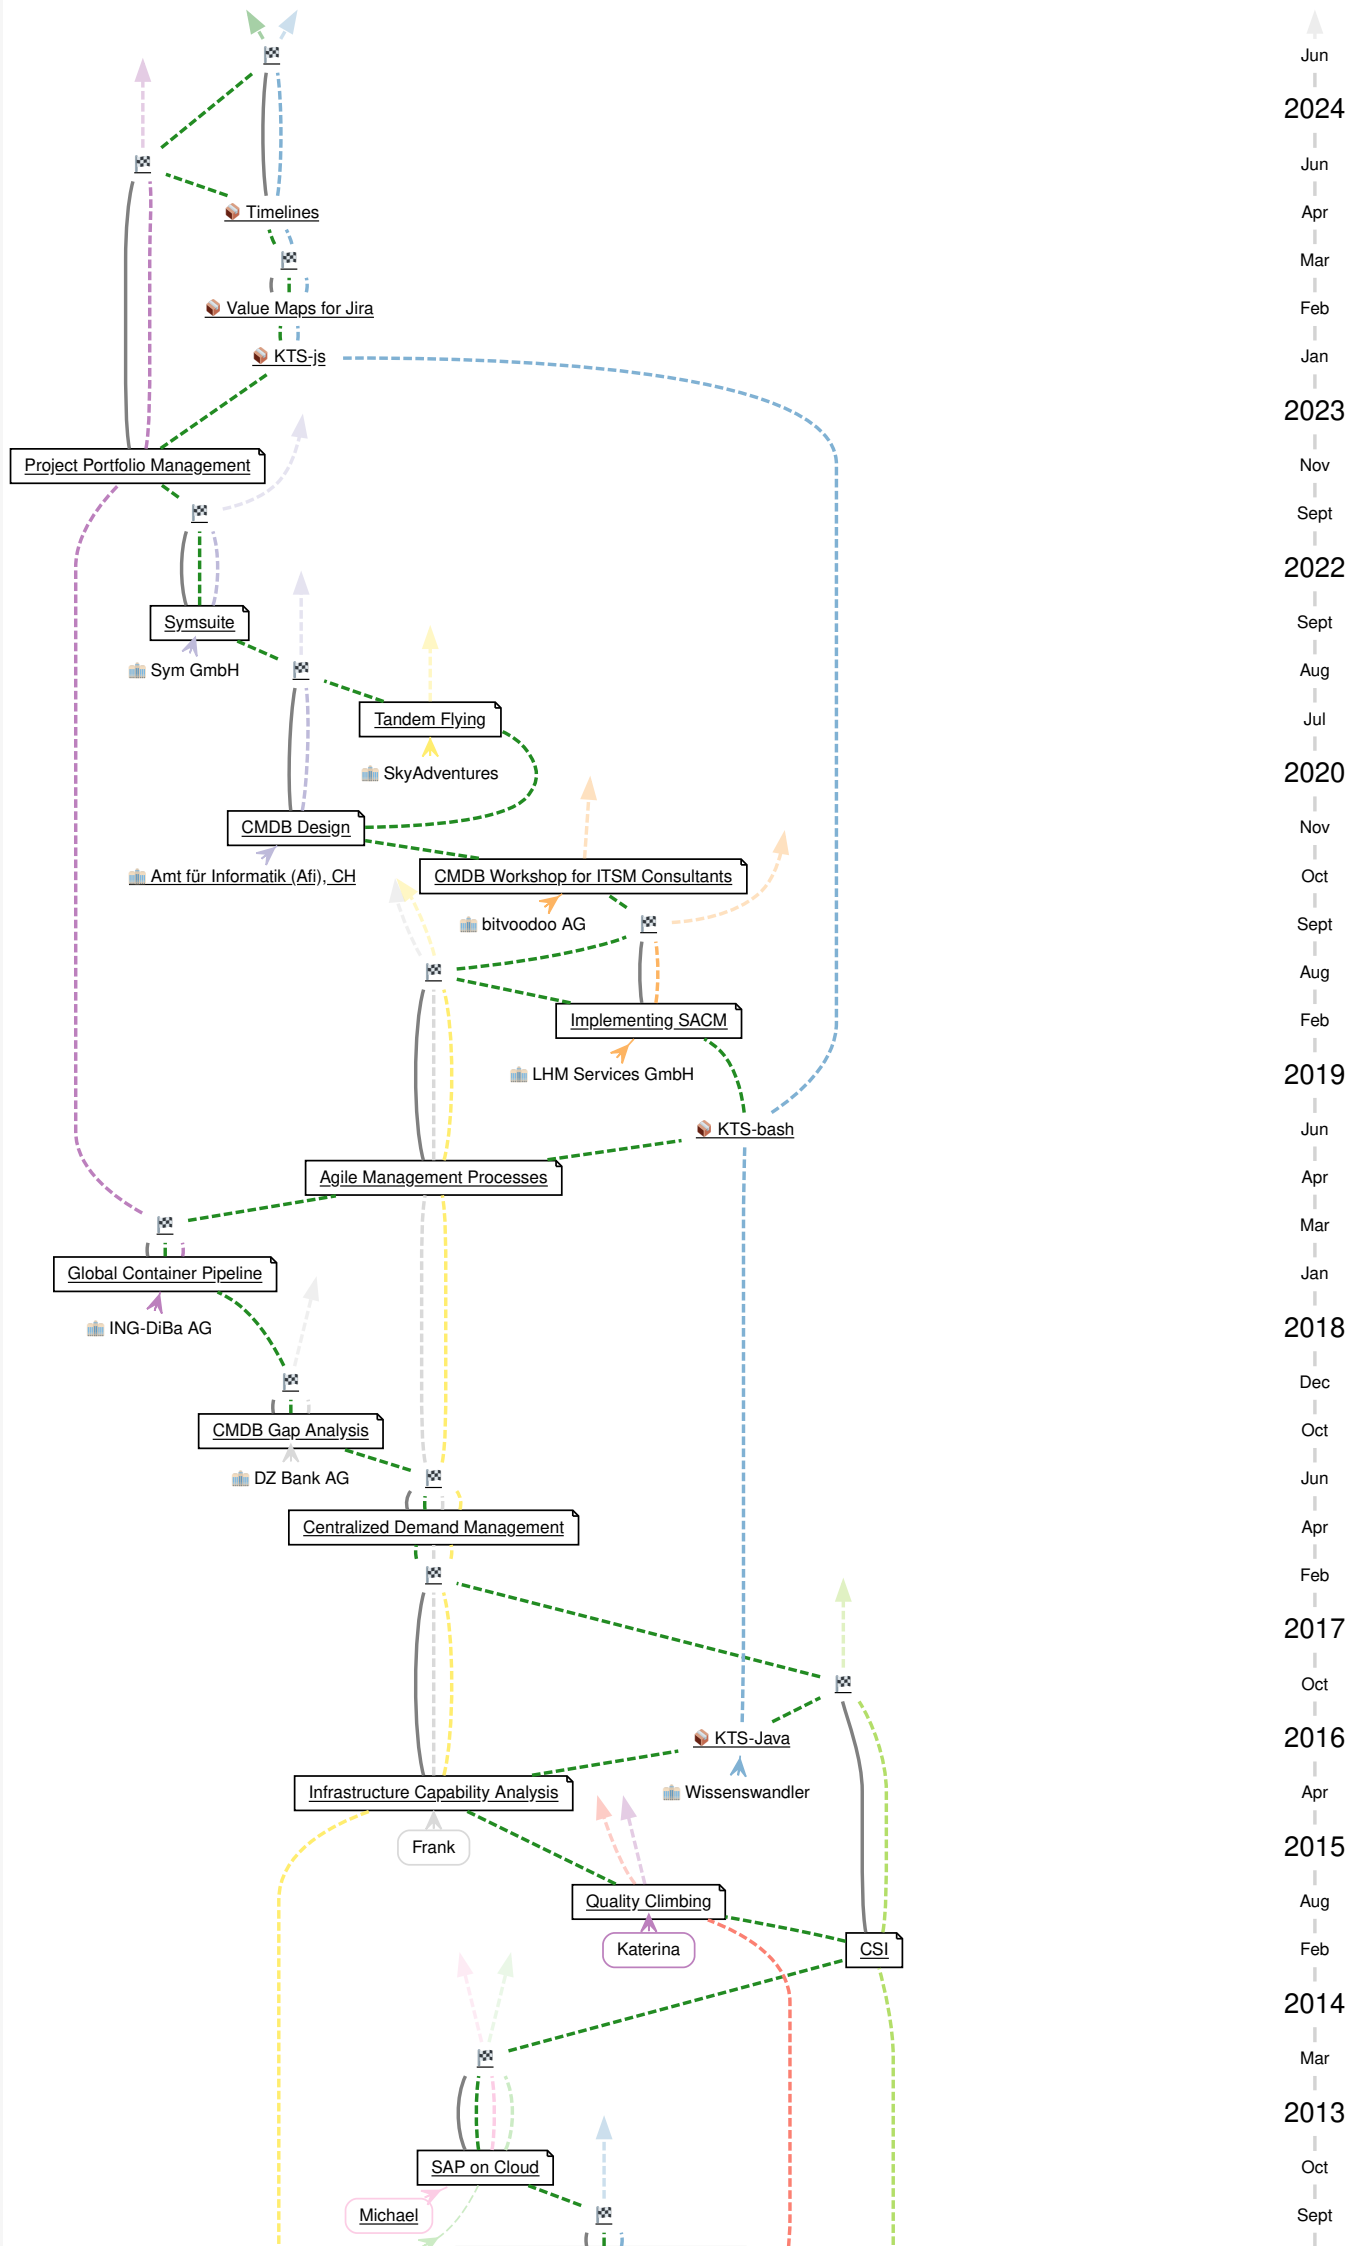 Jun
2024
Jun
Timelines
Apr
Mar
Value Maps for Jira
Feb
KTS-js
Jan
2023
Project Portfolio Management
Nov
Sept
2022
Symsuite
Sept
Sym GmbH
Aug
Tandem Flying
Jul
SkyAdventures
2020
CMDB Design
Nov
Amt für Informatik (Afi), CH
CMDB Workshop for ITSM Consultants
Oct
bitvoodoo AG
Sept
Aug
Implementing SACM
Feb
LHM Services GmbH
2019
KTS-bash
Jun
Agile Management Processes
Apr
Mar
Global Container Pipeline
Jan
ING-DiBa AG
2018
Dec
CMDB Gap Analysis
Oct
DZ Bank AG
Jun
Centralized Demand Management
Apr
Feb
2017
Oct
KTS-Java
2016
Infrastructure Capability Analysis
Wissenswandler
Apr
Frank
2015
Quality Climbing
Aug
Katerina
CSI
Feb
2014
Mar
2013
SAP on Cloud
Oct
Michael
Sept